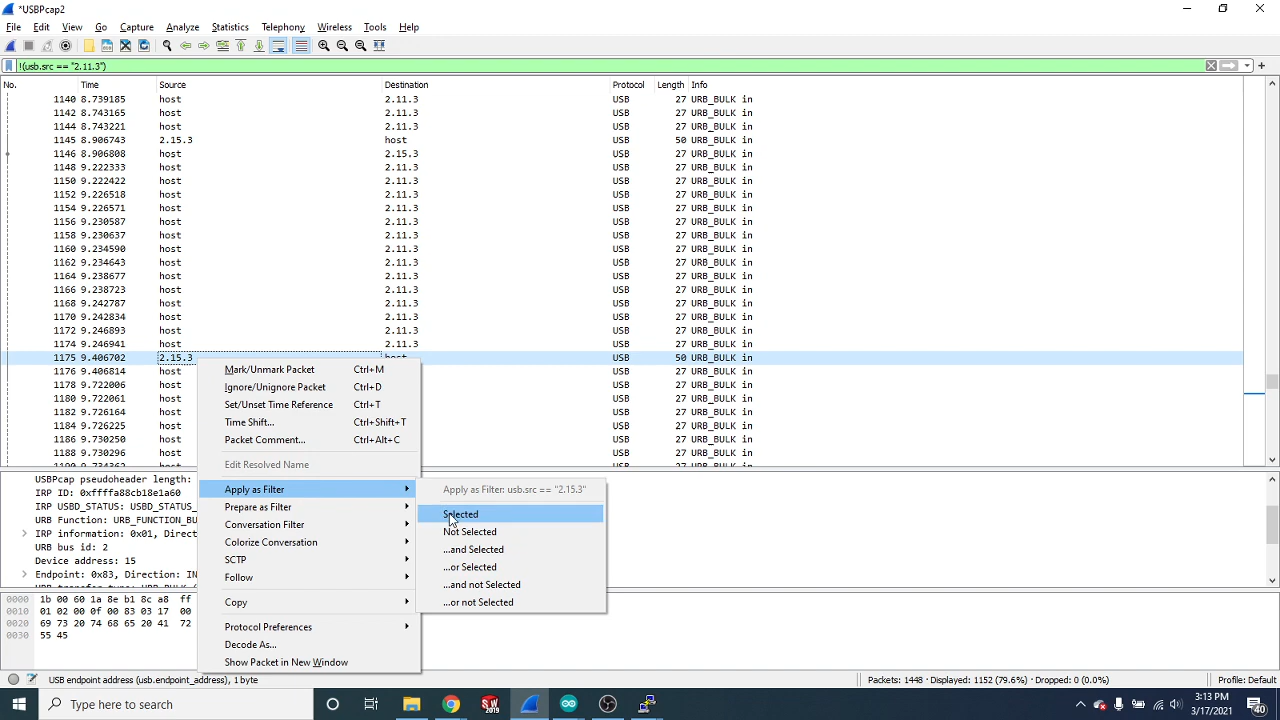 *USBPcap2
File Edit View Go Capture Analyze Statistics Telephony Wireless Tools Help
!(usb.src == "2.11.3")
No. Time Source Destination Protocol Length Info
1140 8.739185 host 2.11.3 USB 27 URB_BULK in
1142 8.743165 host 2.11.3 USB 27 URB_BULK in
1144 8.743221 host 2.11.3 USB 27 URB_BULK in
1145 8.906743 2.15.3 host USB 50 URB_BULK in
1146 8.906808 host 2.15.3 USB 27 URB_BULK in
1148 9.222333 host 2.11.3 USB 27 URB_BULK in
1150 9.222422 host 2.11.3 USB 27 URB_BULK in
1152 9.226518 host 2.11.3 USB 27 URB_BULK in
1154 9.226571 host 2.11.3 USB 27 URB_BULK in
1156 9.230587 host 2.11.3 USB 27 URB_BULK in
1158 9.230637 host 2.11.3 USB 27 URB_BULK in
1160 9.234590 host 2.11.3 USB 27 URB_BULK in
1162 9.234643 host 2.11.3 USB 27 URB_BULK in
1164 9.238677 host 2.11.3 USB 27 URB_BULK in
1166 9.238723 host 2.11.3 USB 27 URB_BULK in
1168 9.242787 host 2.11.3 USB 27 URB_BULK in
1170 9.242834 host 2.11.3 USB 27 URB_BULK in
1172 9.246893 host 2.11.3 USB 27 URB_BULK in
1174 9.246941 host 2.11.3 USB 27 URB_BULK in
1175 9.406702 2.15.3 host USB 50 URB_BULK in
1176 9.406814 host USB 27 URB_BULK in
1178 9.722006 host USB 27 URB_BULK in
1180 9.722061 host USB 27 URB_BULK in
1182 9.726164 host USB 27 URB_BULK in
1184 9.726225 host USB 27 URB_BULK in
1186 9.730250 host USB 27 URB_BULK in
1188 9.730300 host USB 27 URB_BULK in
1190 9.734362 host USB 27 URB_BULK in
Mark/Unmark Packet Ctrl+M
Ignore/Unignore Packet Ctrl+D
Set/Unset Time Reference Ctrl+T
Time Shift... Ctrl+Shift+T
Packet Comment... Ctrl+Alt+C
Edit Resolved Name
Apply as Filter
Prepare as Filter
Conversation Filter
Colorize Conversation
SCTP
Follow
Copy
Protocol Preferences
Decode As...
Show Packet in New Window
Apply as Filter: usb.src == "2.15.3"
Selected
Not Selected
...and Selected
...or Selected
...and not Selected
...or not Selected
USBPcap pseudoheader length:
IRP ID: 0xffffa88cb18e1a60
IRP USBD_STATUS: USBD_STATUS_
URB Function: URB_FUNCTION_BU
IRP information: 0x01, Direct
URB bus id: 2
Device address: 15
Endpoint: 0x83, Direction: IN
0000 1b 00 60 1a 8e b1 8c a8 ff
0010 01 02 00 0f 00 83 03 17 00
0020 69 73 20 74 68 65 20 41 72
0030 55 45
USB endpoint address (usb.endpoint_address), 1 byte
Packets: 1448 · Displayed: 1152 (79.6%) · Dropped: 0 (0.0%)
Profile: Default
Type here to search
2019
3:13 PM
3/17/2021
40